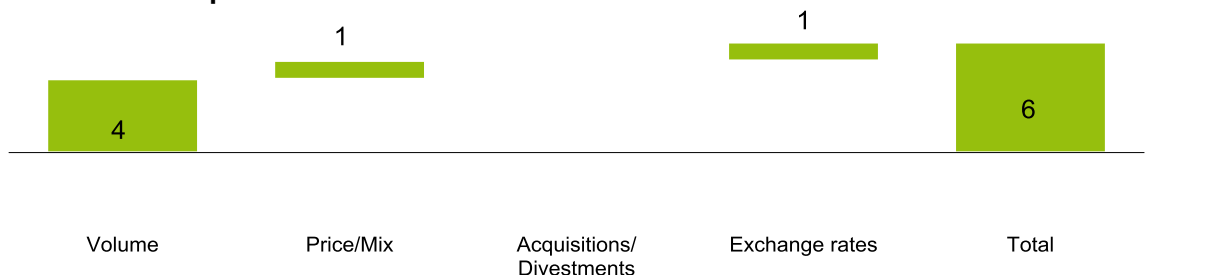 1
1
4
6
Volume
Price/Mix
Acquisitions/
Divestments
Exchange rates
Total